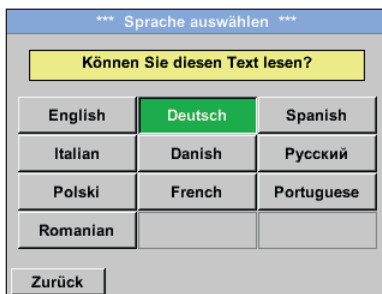 *** Sprache auswählen ***
Können Sie diesen Text lesen?
English Deutsch Spanish
Italian Danish Русский
Polski French Portuguese
Romanian
Zurück